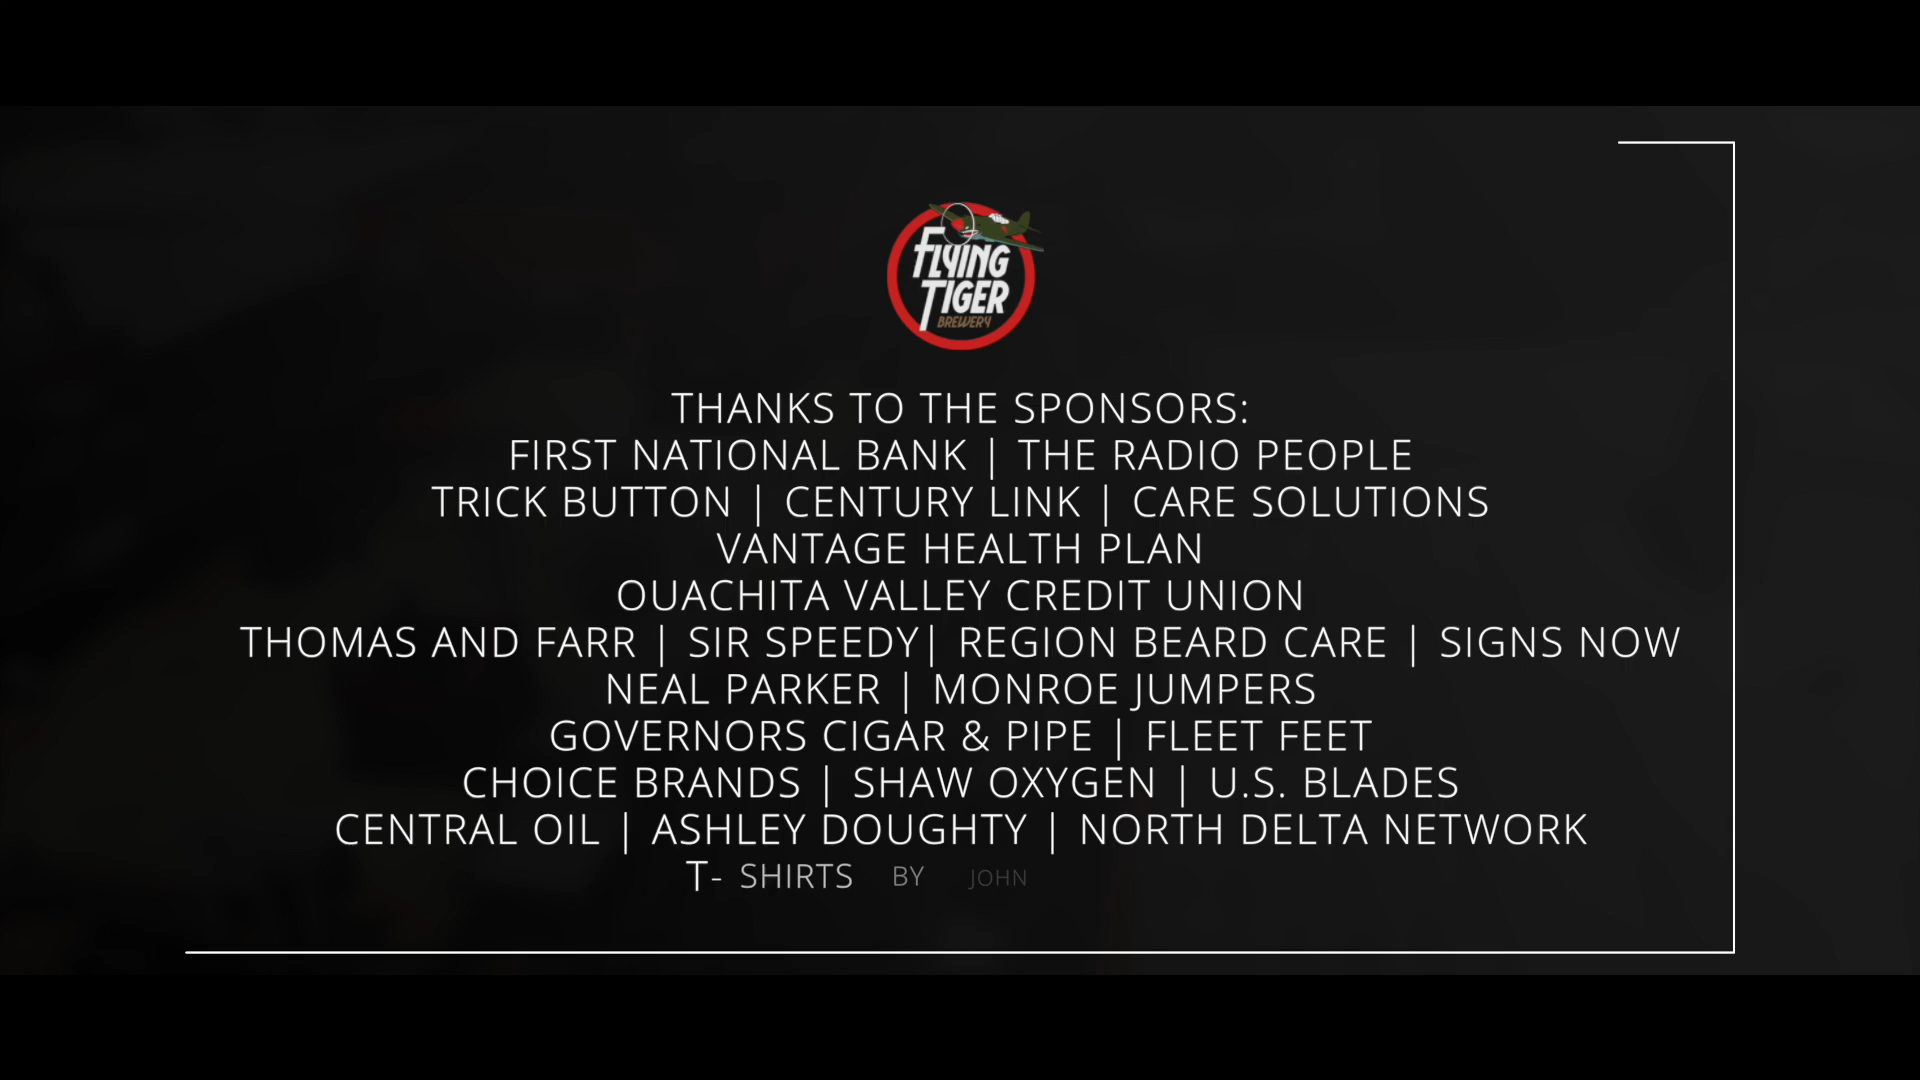 FLYING
TIGER
BREWERY
THANKS TO THE SPONSORS:
FIRST NATIONAL BANK | THE RADIO PEOPLE
TRICK BUTTON | CENTURY LINK | CARE SOLUTIONS
VANTAGE HEALTH PLAN
OUACHITA VALLEY CREDIT UNION
THOMAS AND FARR | SIR SPEEDY| REGION BEARD CARE | SIGNS NOW
NEAL PARKER | MONROE JUMPERS
GOVERNORS CIGAR & PIPE | FLEET FEET
CHOICE BRANDS | SHAW OXYGEN | U.S. BLADES
CENTRAL OIL | ASHLEY DOUGHTY | NORTH DELTA NETWORK
T- SHIRTS BY JOHN